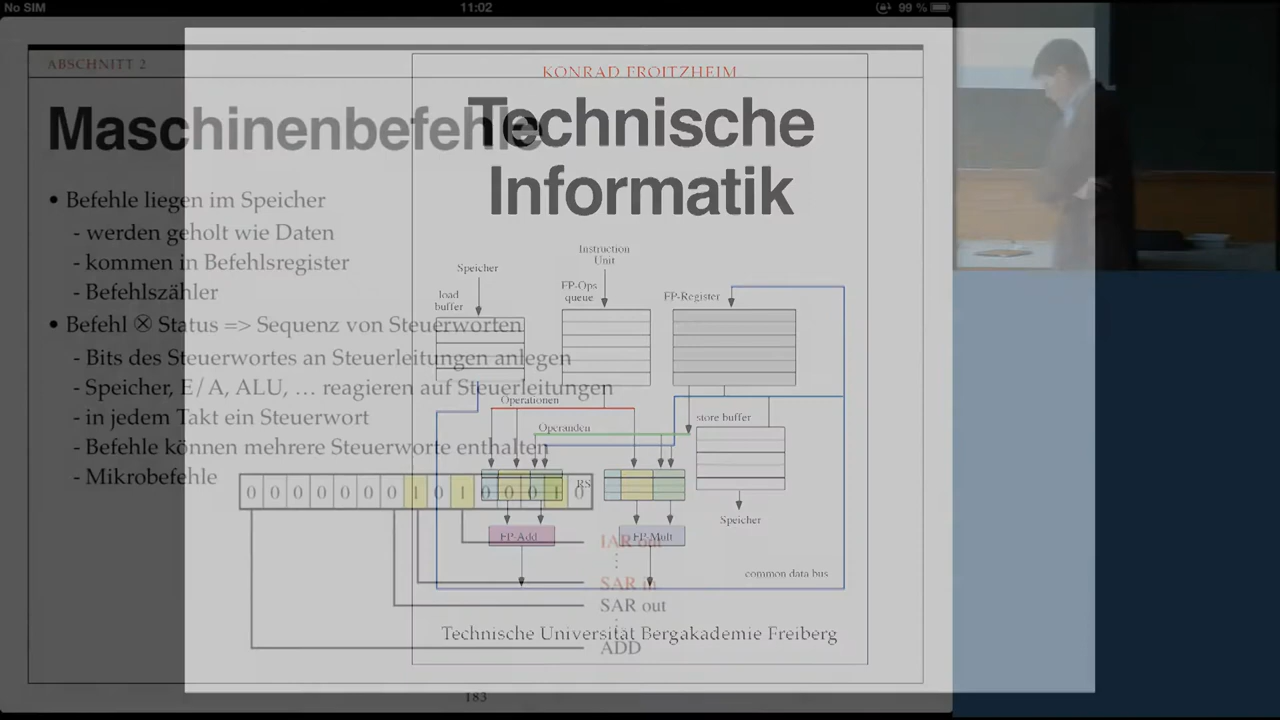 No SIM
11:02
99 %
ABSCHNITT 2
Maschinenbefehle
• Befehle liegen im Speicher
- werden geholt wie Daten
- kommen in Befehlsregister
- Befehlszähler
• Befehl ⊗ Status => Sequenz von Steuerworten
- Bits des Steuerwortes an Steuerleitungen anlegen
- Speicher, E/A, ALU, … reagieren auf Steuerleitungen
- in jedem Takt ein Steuerwort
- Befehle können mehrere Steuerworte enthalten
- Mikrobefehle
0 0 0 0 0 0 0 1 0 1 0 0 0 1 0
IAR out
SAR in
SAR out
ADD
183
KONRAD FROITZHEIM
Technische
Informatik
Instruction
Unit
Speicher
FP-Ops
queue
load
buffer
FP-Register
Operationen
store buffer
Operanden
RS
Speicher
FP-Add
FP-Mult
common data bus
Technische Universität Bergakademie Freiberg